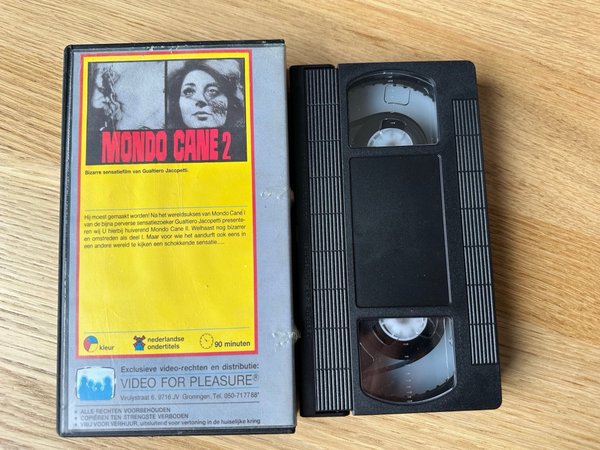 MONDO CANE 2
Bizarre sensatiefilm van Gualtiero Jacopetti.
Hij moest gemaakt worden! Na het wereldsukses van Mondo Cane I
van de bijna perverse sensatiezoeker Gualtiero Jacopetti presente-
ren wij U hierbij huiverend Mondo Cane II. Welhaast nog bizarrer
en omstreden als deel I. Maar voor wie het aandurft ook eens in
een andere wereld te kijken een schokkende sensatie....
kleur
nederlandse
ondertitels
90 minuten
Exclusieve video-rechten en distributie:
VIDEO FOR PLEASURE®
Vrulystraat 6, 9716 JV Groningen, Tel. 050-717788*
* ALLE RECHTEN VOORBEHOUDEN
* COPIËREN TEN STRENGSTE VERBODEN
* VRIJ VOOR VERHUUR, uitsluitend voor vertoning in de huiselijke kring